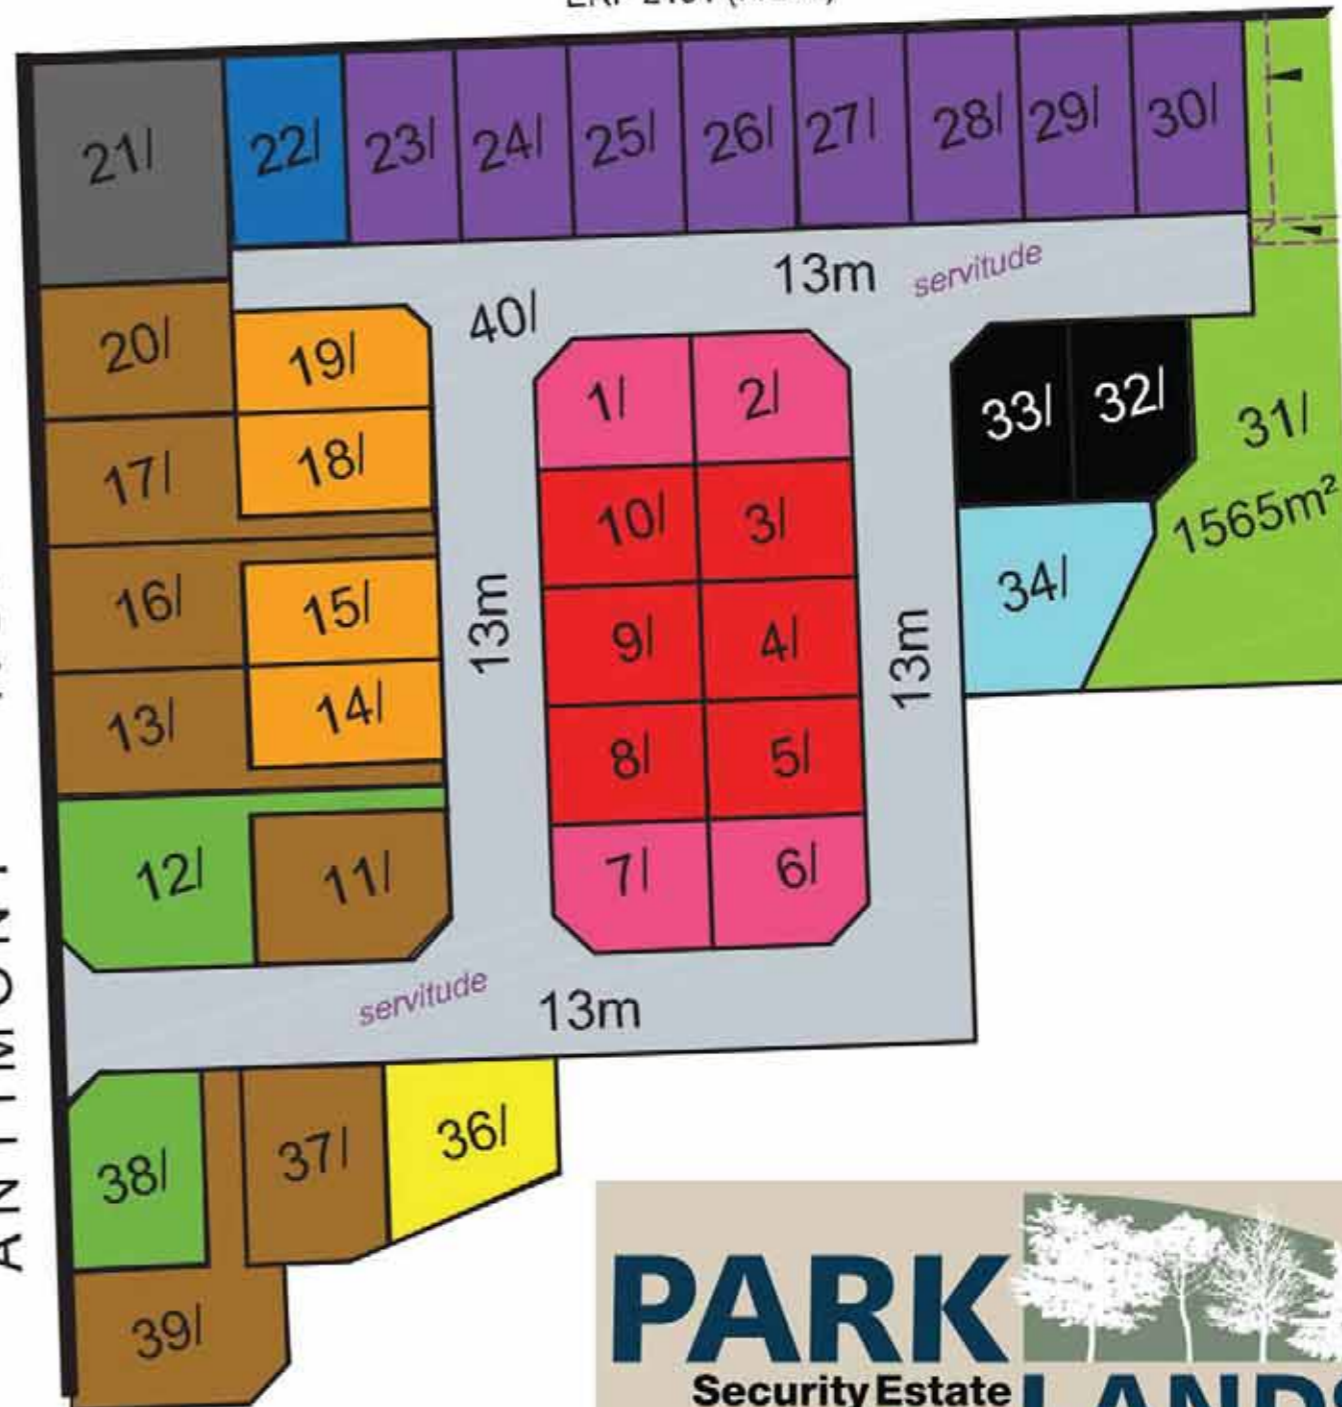 21/ 22/ 23/ 24/ 25/ 26/ 27/ 28/ 29/ 30/
13m servitude
40/
20/ 19/ 1/ 2/ 33/ 32/ 31/
17/ 18/ 10/ 3/ 1565m²
16/ 15/ 13m 9/ 4/ 13m 34/
13/ 14/ 8/ 5/
12/ 11/ 7/ 6/
servitude 13m
38/ 37/ 36/
39/
PARK
Security Estate